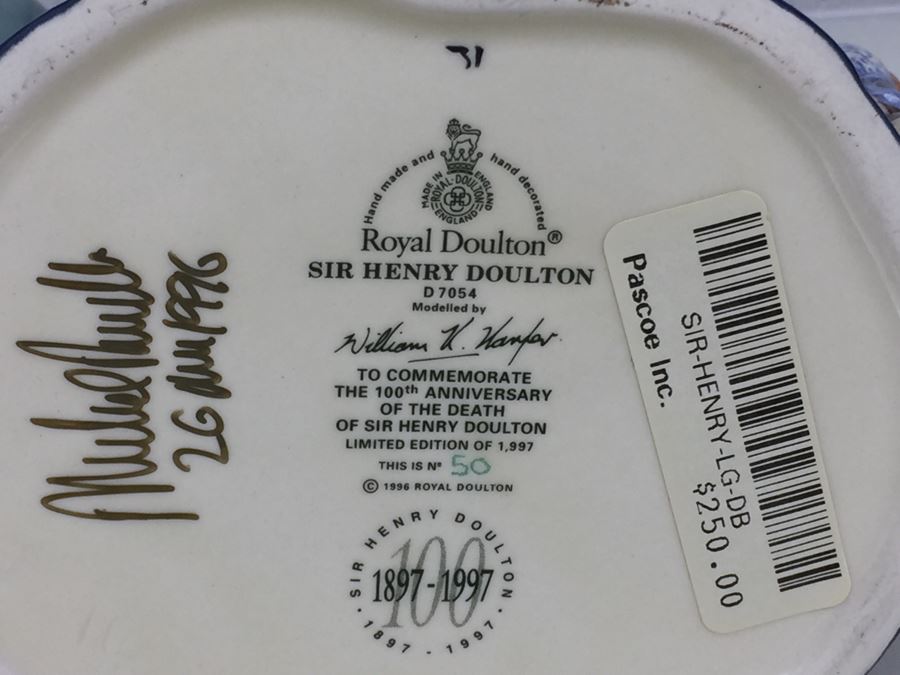 31
Hand made and hand decorated
MADE IN ENGLAND
ROYAL-DOULTON
ENGLAND
Royal Doulton®
SIR HENRY DOULTON
D7054
Modelled by
William K. Harper
TO COMMEMORATE
THE 100th ANNIVERSARY
OF THE DEATH
OF SIR HENRY DOULTON
LIMITED EDITION OF 1,997
THIS IS Nº 50
© 1996 ROYAL DOULTON
SIR HENRY DOULTON
100
1897-1997
· 1897 - 1997 ·
1996
Pascoe Inc.
SIR-HENRY-LG-DB
$250.00